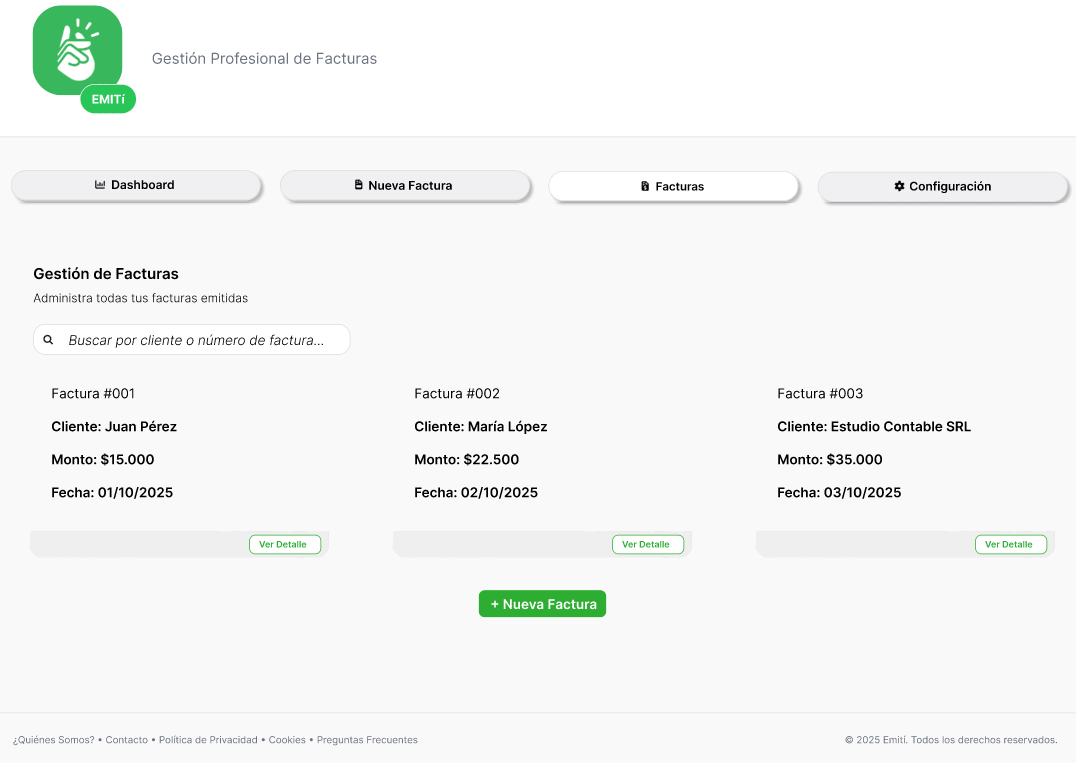 Gestión Profesional de Facturas
EMITí
Dashboard
Nueva Factura
Facturas
Configuración
Gestión de Facturas
Administra todas tus facturas emitidas
Buscar por cliente o número de factura...
Factura #001
Cliente: Juan Pérez
Monto: $15.000
Fecha: 01/10/2025
Ver Detalle
Factura #002
Cliente: María López
Monto: $22.500
Fecha: 02/10/2025
Ver Detalle
Factura #003
Cliente: Estudio Contable SRL
Monto: $35.000
Fecha: 03/10/2025
Ver Detalle
+ Nueva Factura
¿Quiénes Somos? • Contacto • Política de Privacidad • Cookies • Preguntas Frecuentes
© 2025 Emití. Todos los derechos reservados.